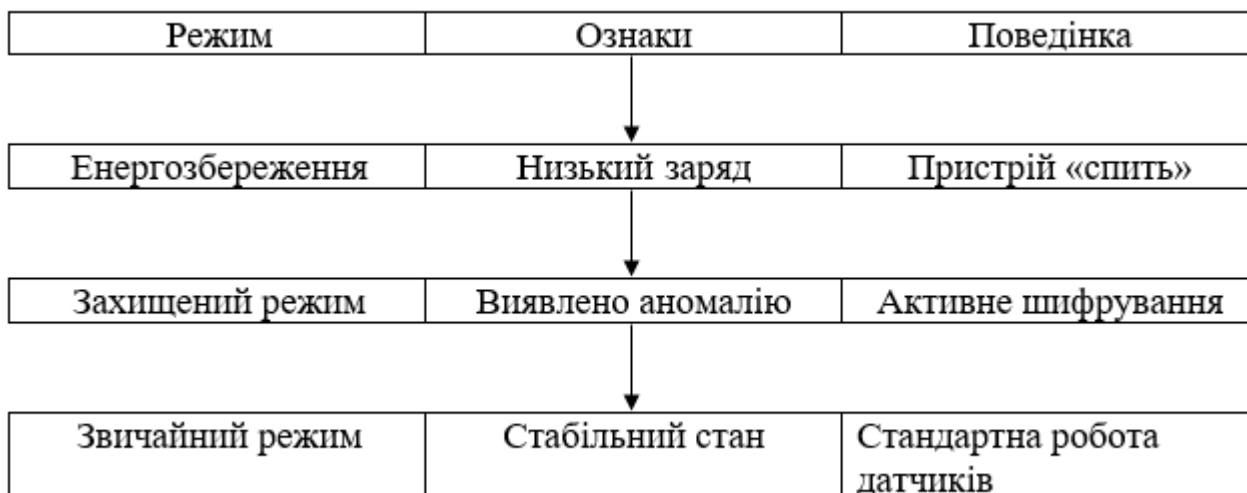 Режим Ознаки Поведінка
Енергозбереження Низький заряд Пристрій «спить»
Захищений режим Виявлено аномалію Активне шифрування
Звичайний режим Стабільний стан Стандартна робота
датчиків